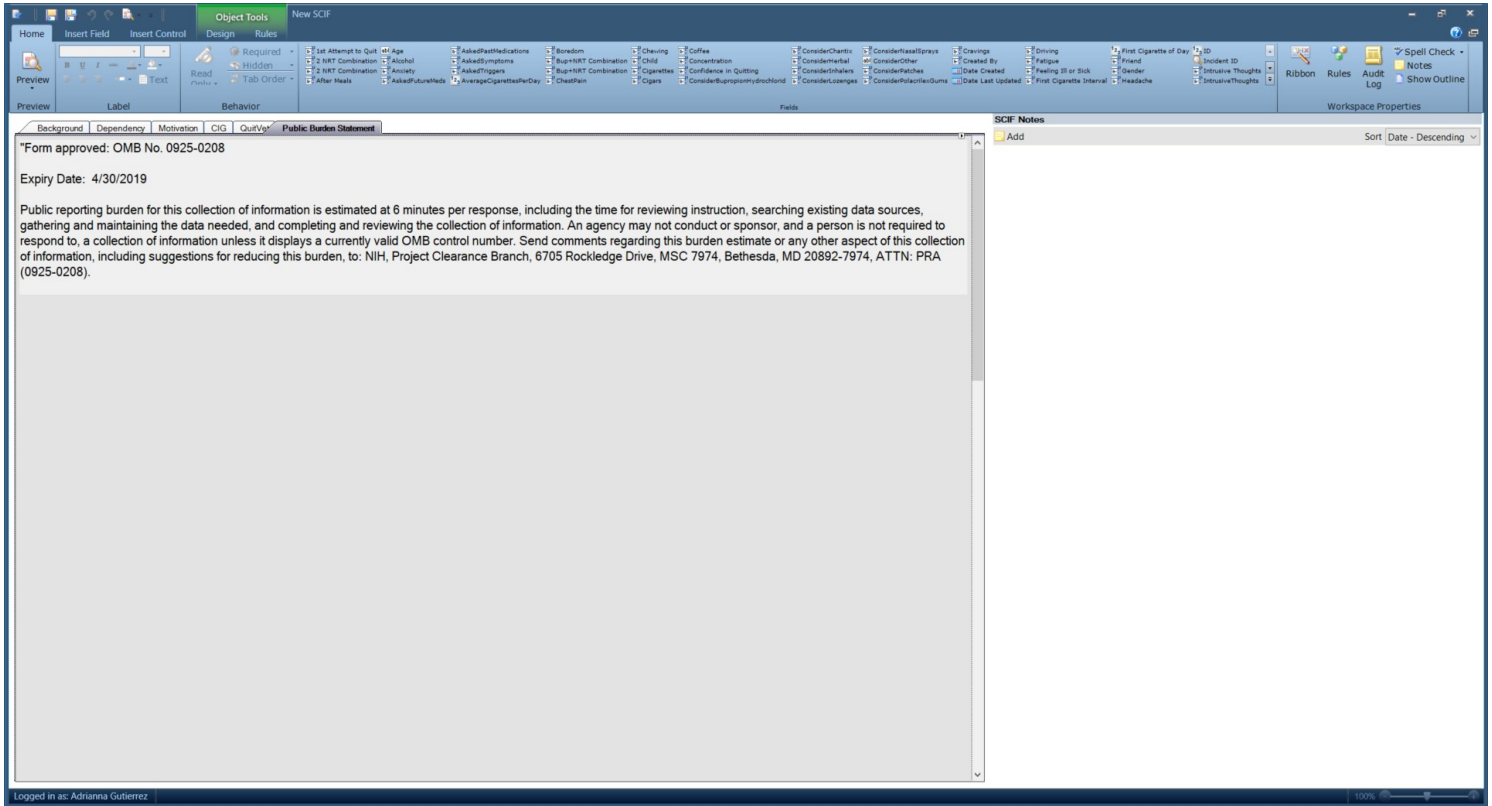 Object Tools
New SCIF
Home Insert Field Insert Control Design Rules
Preview
Text
Read Only
Required
Hidden
Tab Order
1st Attempt to Quit
2 NRT Combination
2 NRT Combination
After Meals
Age
Alcohol
Anxiety
AskedFutureMeds
AskedPastMedications
AskedSymptoms
AskedTriggers
AverageCigarettesPerDay
Boredom
Bup+NRT Combination
Bup+NRT Combination
ChestPain
Chewing
Child
Cigarettes
Cigars
Coffee
Concentration
Confidence in Quitting
ConsiderBupropionHydrochlorid
ConsiderChantix
ConsiderHerbal
ConsiderInhalers
ConsiderLozenges
ConsiderNasalSprays
ConsiderOther
ConsiderPatches
ConsiderPolacrilexGums
Cravings
Created By
Date Created
Date Last Updated
Driving
Fatigue
Feeling Ill or Sick
First Cigarette Interval
First Cigarette of Day
Friend
Gender
Headache
ID
Incident ID
Intrusive Thoughts
IntrusiveThoughts
Ribbon
Rules
Audit Log
Spell Check
Notes
Show Outline
Preview Label Behavior Fields Workspace Properties
Background Dependency Motivation CIG Public Burden Statement
"Form approved: OMB No. 0925-0208
Expiry Date: 4/30/2019
Public reporting burden for this collection of information is estimated at 6 minutes per response, including the time for reviewing instruction, searching existing data sources,
gathering and maintaining the data needed, and completing and reviewing the collection of information. An agency may not conduct or sponsor, and a person is not required to
respond to, a collection of information unless it displays a currently valid OMB control number. Send comments regarding this burden estimate or any other aspect of this collection
of information, including suggestions for reducing this burden, to: NIH, Project Clearance Branch, 6705 Rockledge Drive, MSC 7974, Bethesda, MD 20892-7974, ATTN: PRA
(0925-0208).
SCIF Notes
Add
Sort Date - Descending
Logged in as: Adrianna Gutierrez
100%